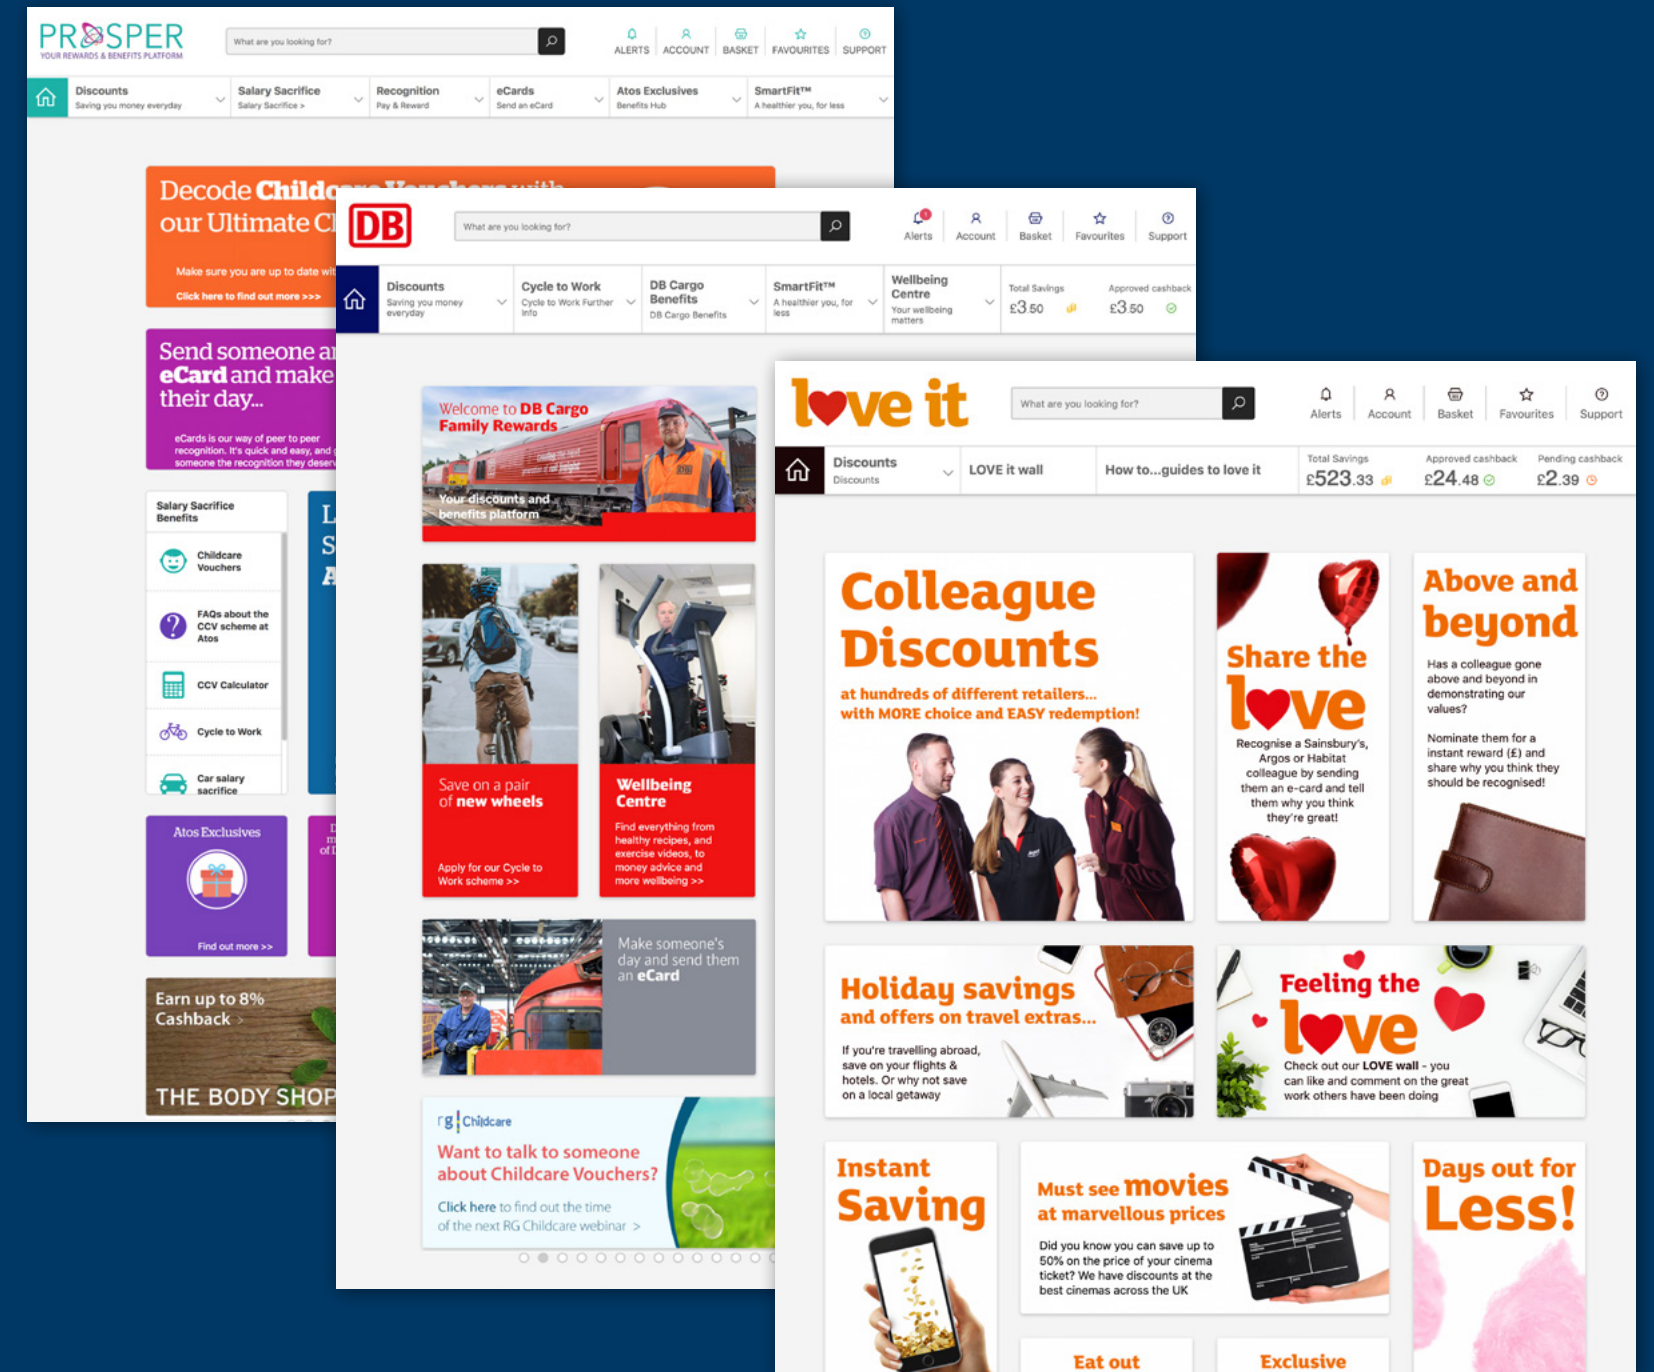 PROSPER
YOUR REWARDS & BENEFITS PLATFORM
What are you looking for?
ALERTS
ACCOUNT
BASKET
FAVOURITES
SUPPORT
Discounts
Saving you money everyday
Salary Sacrifice
Salary Sacrifice >
Recognition
Pay & Reward
eCards
Send an eCard
Atos Exclusives
Benefits Hub
SmartFit™
A healthier you, for less
Decode Childcare Vouchers with
our Ultimate
Make sure you are up to date
Click here to find out more >>>
Send someone
eCard and make
their day...
eCards is our way of peer to peer
recognition. It's quick and easy, and
someone the recognition they
Salary Sacrifice
Benefits
Childcare
Vouchers
FAQs about the
CCV scheme at
Atos
CCV Calculator
Cycle to Work
Car salary
sacrifice
L
S
A
Atos Exclusives
Find out more >>
D
m
of
Earn up to 8%
Cashback >
THE BODY SHOP
DB
What are you looking for?
1
Alerts
Account
Basket
Favourites
Support
Discounts
Saving you money
everyday
Cycle to Work
Cycle to Work Further
Info
DB Cargo
Benefits
DB Cargo Benefits
SmartFit™
A healthier you, for
less
Wellbeing
Centre
Your wellbeing
matters
Total Savings
£3.50
Approved cashback
£3.50
Welcome to DB Cargo
Family Rewards
Your discounts and
benefits platform
DB
Save on a pair
of new wheels
Apply for our Cycle to
Work scheme >>
Wellbeing
Centre
Find everything from
healthy recipes, and
exercise videos, to
money advice and
more wellbeing >>
Make someone's
day and send them
an eCard
rg Childcare
Want to talk to someone
about Childcare Vouchers?
Click here to find out the time
of the next RG Childcare webinar >
love it
What are you looking for?
Alerts
Account
Basket
Favourites
Support
Discounts
Discounts
LOVE it wall
How to...guides to love it
Total Savings
£523.33
Approved cashback
£24.48
Pending cashback
£2.39
Colleague
Discounts
at hundreds of different retailers...
with MORE choice and EASY redemption!
Share the
love
Recognise a Sainsbury's,
Argos or Habitat
colleague by sending
them an e-card and tell
them why you think
they're great!
Above and
beyond
Has a colleague gone
above and beyond in
demonstrating our
values?
Nominate them for a
instant reward (£) and
share why you think they
should be recognised!
Holiday savings
and offers on travel extras...
If you're travelling abroad,
save on your flights &
hotels. Or why not save
on a local getaway
Feeling the
love
Check out our LOVE wall - you
can like and comment on the great
work others have been doing
Instant
Saving
Must see movies
at marvellous prices
Did you know you can save up to
50% on the price of your cinema
ticket? We have discounts at the
best cinemas across the UK
Days out for
Less!
Eat out
Exclusive